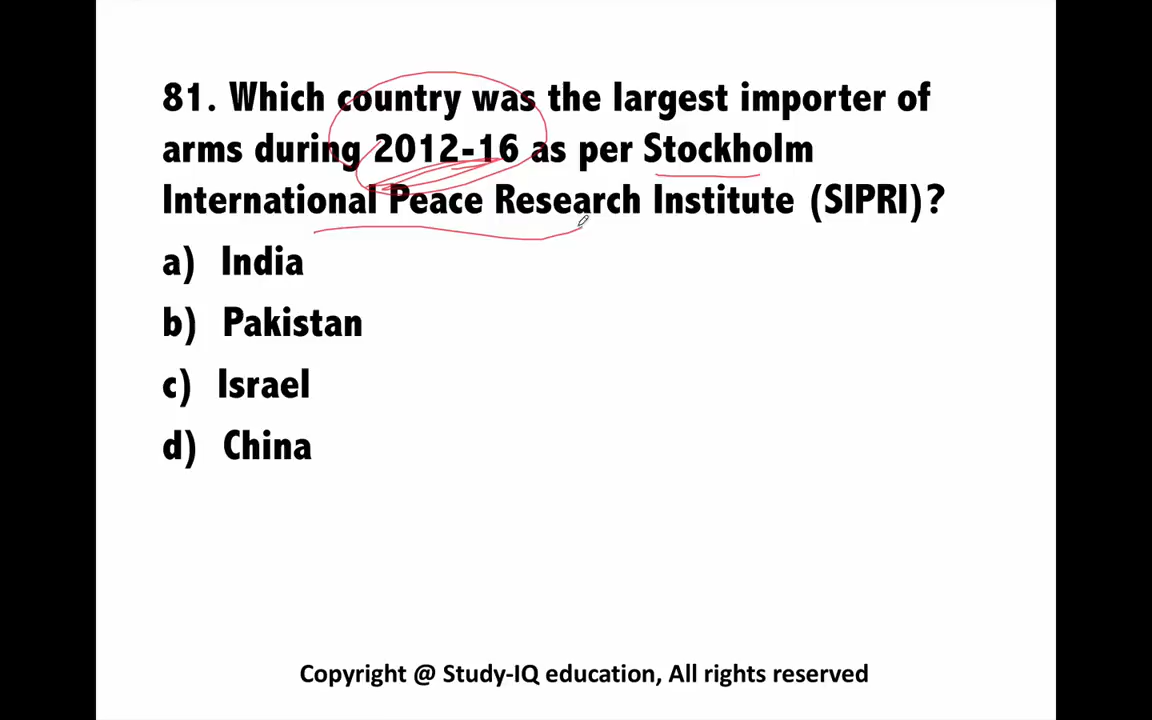 81. Which country was the largest importer of
arms during 2012-16 as per Stockholm
International Peace Research Institute (SIPRI)?
a) India
b) Pakistan
c) Israel
d) China
Copyright @ Study-IQ education, All rights reserved